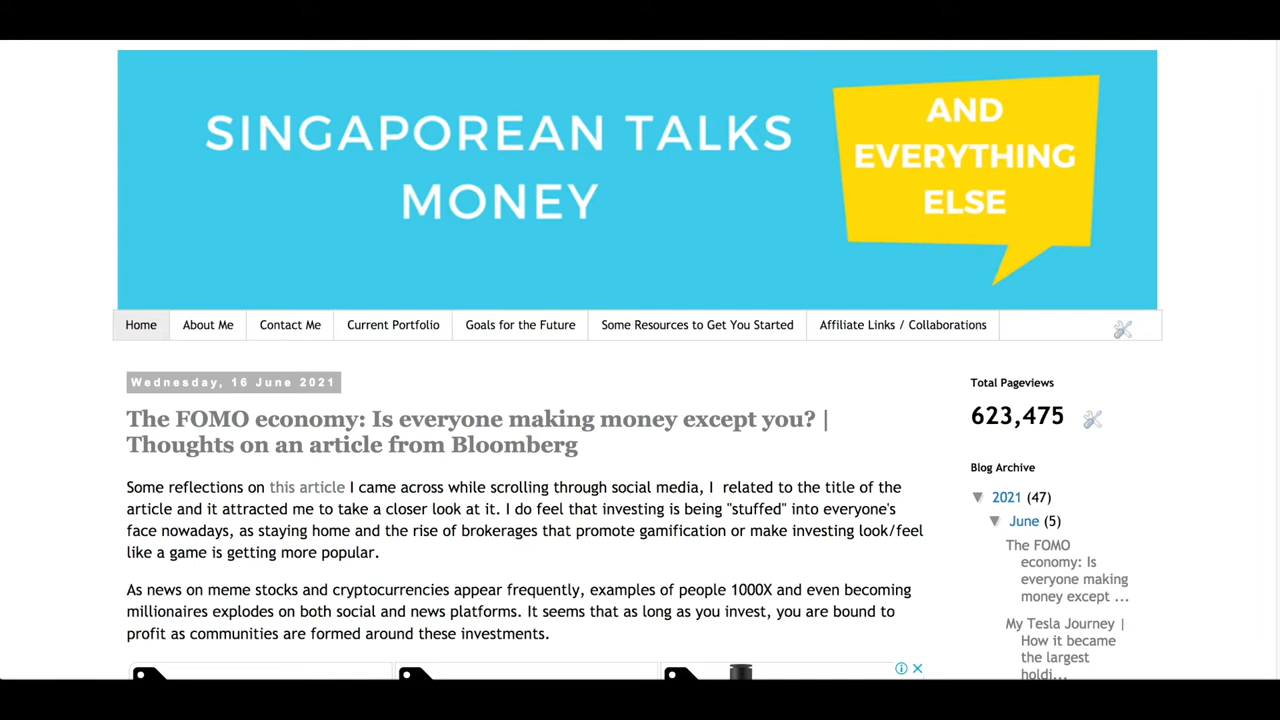 SINGAPOREAN TALKS
MONEY
AND
EVERYTHING
ELSE
Home
About Me
Contact Me
Current Portfolio
Goals for the Future
Some Resources to Get You Started
Affiliate Links / Collaborations
Wednesday, 16 June 2021
The FOMO economy: Is everyone making money except you? |
Thoughts on an article from Bloomberg
Some reflections on this article I came across while scrolling through social media, I related to the title of the
article and it attracted me to take a closer look at it. I do feel that investing is being "stuffed" into everyone's
face nowadays, as staying home and the rise of brokerages that promote gamification or make investing look/feel
like a game is getting more popular.
As news on meme stocks and cryptocurrencies appear frequently, examples of people 1000X and even becoming
millionaires explodes on both social and news platforms. It seems that as long as you invest, you are bound to
profit as communities are formed around these investments.
Total Pageviews
623,475
Blog Archive
▼ 2021 (47)
▼ June (5)
The FOMO
economy: Is
everyone making
money except ...
My Tesla Journey |
How it became
the largest
holdi...